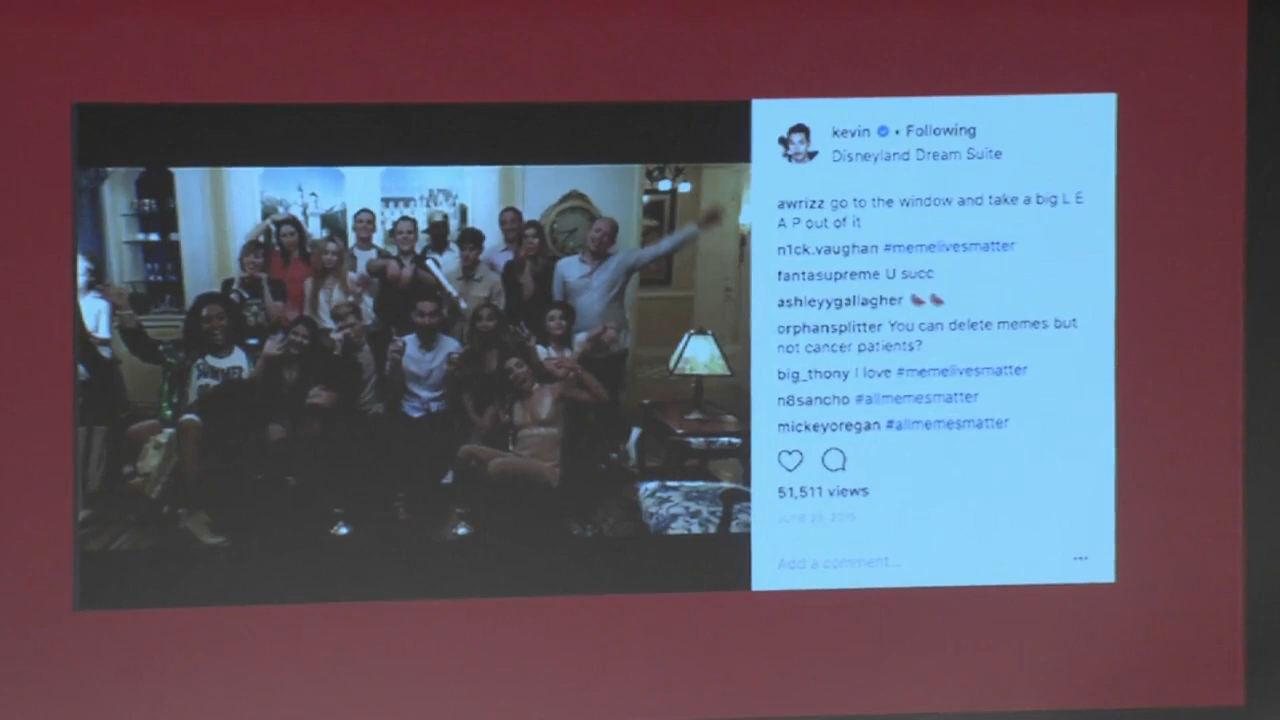 kevin • Following
Disneyland Dream Suite
awrizz go to the window and take a big L E
A P out of it
n1ck.vaughan #memelivesmatter
fantasupreme U succ
ashleyygallagher
orphansplitter You can delete memes but
not cancer patients?
big_thony I love #memelivesmatter
n8sancho #allmemesmatter
mickeyoregan #allmemesmatter
51,511 views
Add a comment...